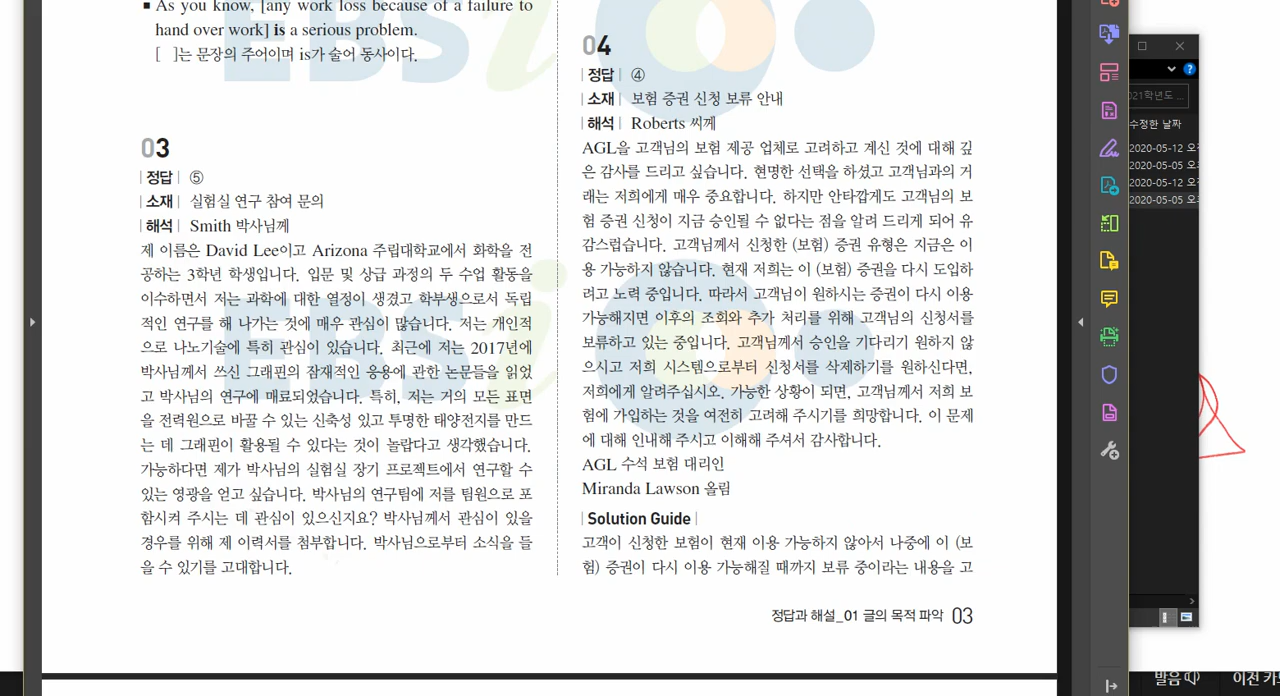 ■ As you know, [any work loss because of a failure to
hand over work] is a serious problem.
[ ]는 문장의 주어이며 is가 술어 동사이다.
03
|정답| ⑤
|소재| 실험실 연구 참여 문의
|해석| Smith 박사님께
제 이름은 David Lee이고 Arizona 주립대학교에서 화학을 전
공하는 3학년 학생입니다. 입문 및 상급 과정의 두 수업 활동을
이수하면서 저는 과학에 대한 열정이 생겼고 학부생으로서 독립
적인 연구를 해 나가는 것에 매우 관심이 많습니다. 저는 개인적
으로 나노기술에 특히 관심이 있습니다. 최근에 저는 2017년에
박사님께서 쓰신 그래핀의 잠재적인 응용에 관한 논문들을 읽었
고 박사님의 연구에 매료되었습니다. 특히, 저는 거의 모든 표면
을 전력원으로 바꿀 수 있는 신축성 있고 투명한 태양전지를 만드
는 데 그래핀이 활용될 수 있다는 것이 놀랍다고 생각했습니다.
가능하다면 제가 박사님의 실험실 장기 프로젝트에서 연구할 수
있는 영광을 얻고 싶습니다. 박사님의 연구팀에 저를 팀원으로 포
함시켜 주시는 데 관심이 있으신지요? 박사님께서 관심이 있을
경우를 위해 제 이력서를 첨부합니다. 박사님으로부터 소식을 들
을 수 있기를 고대합니다.
04
|정답| ④
|소재| 보험 증권 신청 보류 안내
|해석| Roberts 씨께
AGL을 고객님의 보험 제공 업체로 고려하고 계신 것에 대해 깊
은 감사를 드리고 싶습니다. 현명한 선택을 하셨고 고객님과의 거
래는 저희에게 매우 중요합니다. 하지만 안타깝게도 고객님의 보
험 증권 신청이 지금 승인될 수 없다는 점을 알려 드리게 되어 유
감스럽습니다. 고객님께서 신청한 (보험) 증권 유형은 지금은 이
용 가능하지 않습니다. 현재 저희는 이 (보험) 증권을 다시 도입하
려고 노력 중입니다. 따라서 고객님이 원하시는 증권이 다시 이용
가능해지면 이후의 조회와 추가 처리를 위해 고객님의 신청서를
보류하고 있는 중입니다. 고객님께서 승인을 기다리기 원하지 않
으시고 저희 시스템으로부터 신청서를 삭제하기를 원하신다면,
저희에게 알려주십시오. 가능한 상황이 되면, 고객님께서 저희 보
험에 가입하는 것을 여전히 고려해 주시기를 희망합니다. 이 문제
에 대해 인내해 주시고 이해해 주셔서 감사합니다.
AGL 수석 보험 대리인
Miranda Lawson 올림
|Solution Guide|
고객이 신청한 보험이 현재 이용 가능하지 않아서 나중에 이 (보
험) 증권이 다시 이용 가능해질 때까지 보류 중이라는 내용을 고
정답과 해설_01 글의 목적 파악 03
EBSi
EBSi
021학년도 ...
수정한 날짜
2020-05-12 오
2020-05-05 오
2020-05-12 오
2020-05-05 오
발음
이전 카